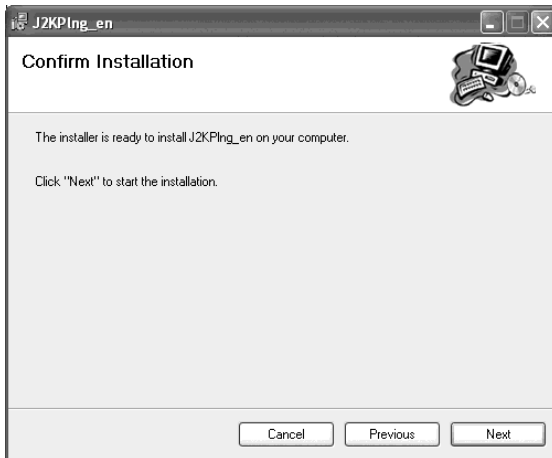 J2KPlng_en
Confirm Installation
The installer is ready to install J2KPlng_en on your computer.
Click "Next" to start the installation.
Cancel
Previous
Next